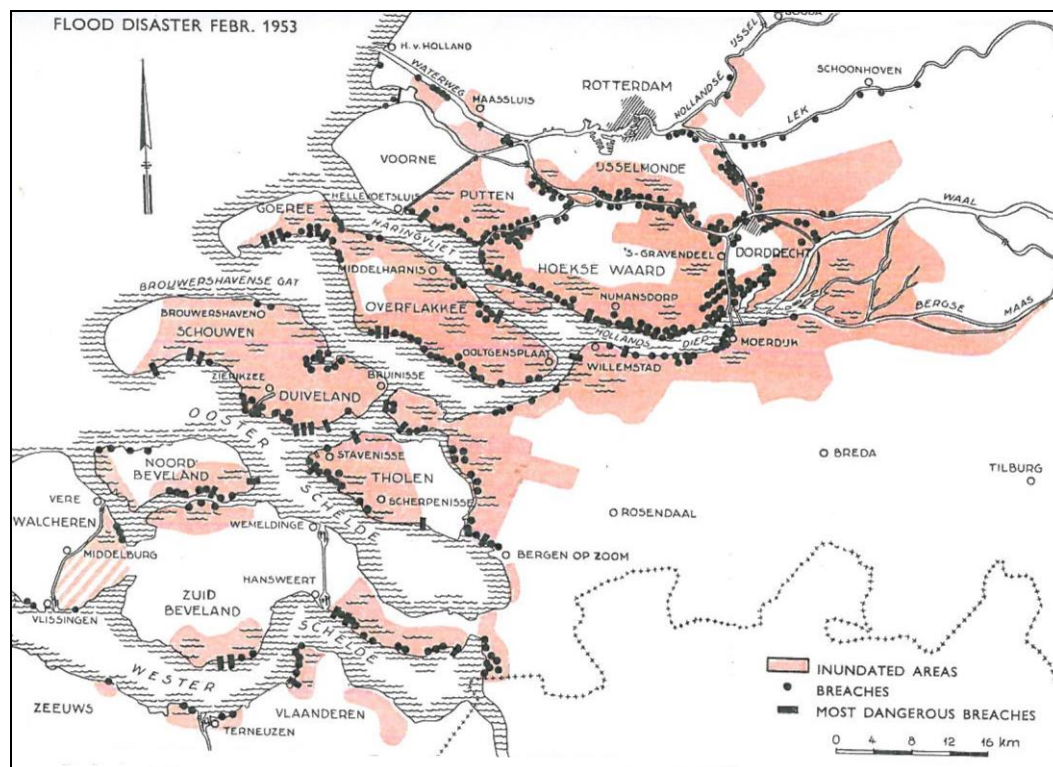 FLOOD DISASTER FEBR. 1953
H. v. HOLLAND
WATERWEG
MAASSLUIS
ROTTERDAM
HOLLANDSE IJSSEL
SCHOONHOVEN
LEK
VOORNE
IJSSELMONDE
HELLEVOETSLUIS
PUTTEN
WAAL
GOEREE
HARINGVLIET
'S-GRAVENDEEL
DORDRECHT
MIDDELHARNIS
HOEKSE WAARD
BROUWERSHAVENSE GAT
OVERFLAKKEE
NUMANSDORP
BERGSE MAAS
BROUWERSHAVEN
SCHOUWEN
HOLLANDS DIEP
MOERDIJK
OOLTGENSPLAAT
WILLEMSTAD
ZIERIKZEE
BRUINISSE
DUIVELAND
OOSTER SCHELDE
STAVENISSE
NOORD
BEVELAND
THOLEN
BREDA
TILBURG
VERE
SCHERPENISSE
WALCHEREN
WEMELDINGE
ROSENDAAL
MIDDELBURG
BERGEN OP ZOOM
HANSWEERT
ZUID
BEVELAND
VLISSINGEN
SCHELDE
WESTER
INUNDATED AREAS
BREACHES
MOST DANGEROUS BREACHES
ZEEUWS
VLAANDEREN
TERNEUZEN
0 4 8 12 16 km